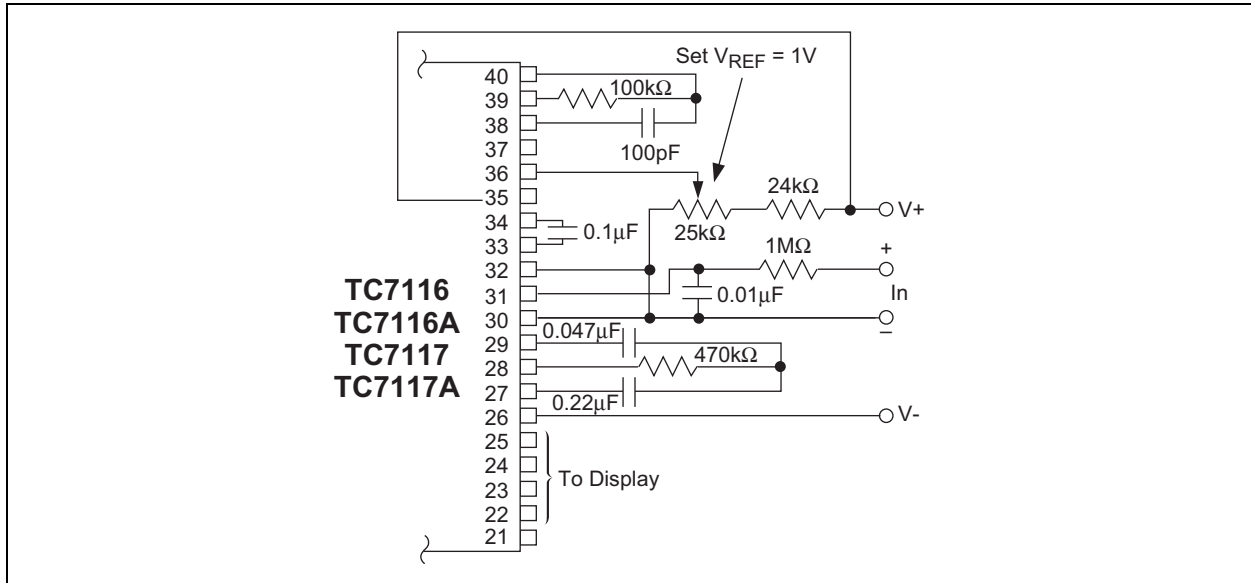 Set VREF = 1V
40
39
100kΩ
38
37
100pF
36
35
24kΩ
V+
34
0.1μF
25kΩ
33
1MΩ
+
32
TC7116
31
0.01μF
In
TC7116A
30
–
0.047μF
29
TC7117
470kΩ
28
TC7117A
27
0.22μF
26
V-
25
24
To Display
23
22
21